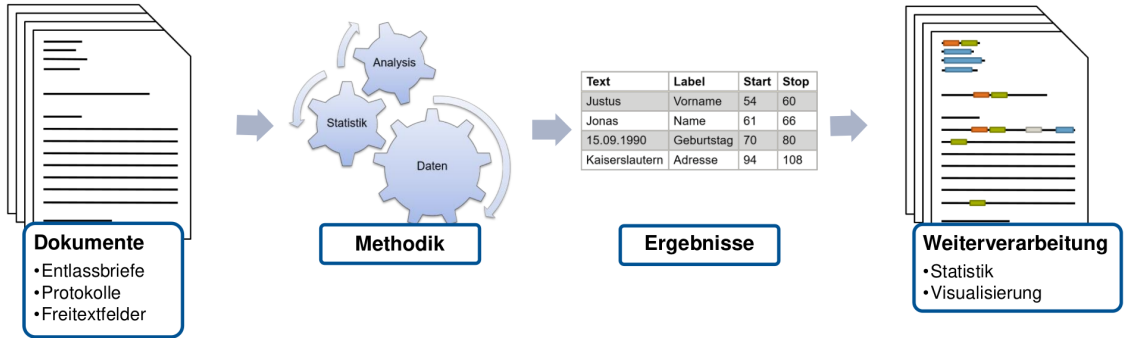 Analysis
Statistik
Daten
Text Label Start Stop
Justus Vorname 54 60
Jonas Name 61 66
15.09.1990 Geburtstag 70 80
Kaiserslautern Adresse 94 108
Dokumente
•Entlassbriefe
•Protokolle
•Freitextfelder
Methodik
Ergebnisse
Weiterverarbeitung
•Statistik
•Visualisierung